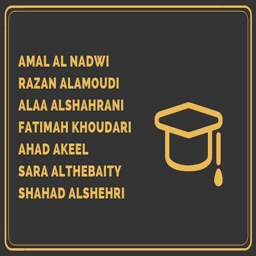 AMAL AL NADWI
RAZAN ALAMOUDI
ALAA ALSHAHRANI
FATIMAH KHOUDARI
AHAD AKEEL
SARA ALTHEBAITY
SHAHAD ALSHEHRI